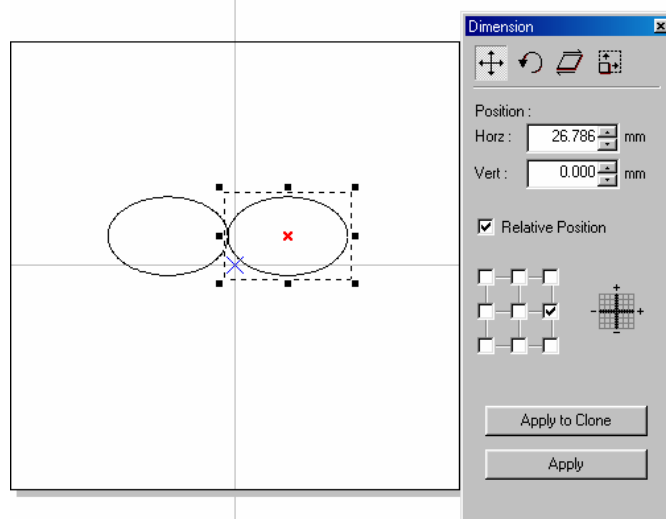 Dimension
Position :
Horz : 26.786 mm
Vert : 0.000 mm
Relative Position
+
- +
-
Apply to Clone
Apply